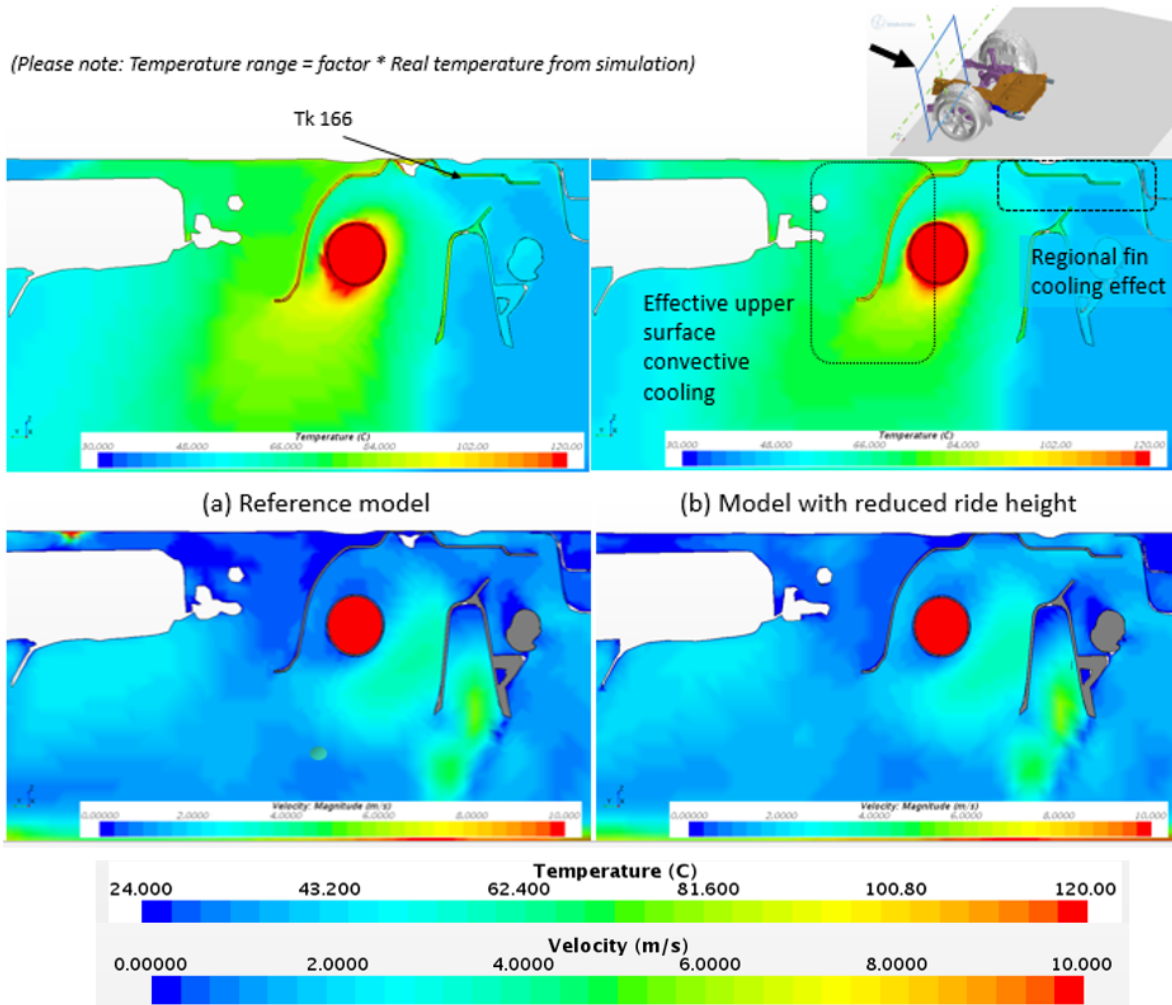 (Please note: Temperature range = factor * Real temperature from simulation)
Tk 166
Effective upper
surface
convective
cooling
Regional fin
cooling effect
Temperature (C)
30.000 48.000 66.000 84.000 102.00 120.00
Temperature (C)
30.000 48.000 66.000 84.000 102.00 120.00
(a) Reference model
(b) Model with reduced ride height
Velocity: Magnitude (m/s)
0.00000 2.0000 4.0000 6.0000 8.0000 10.000
Velocity: Magnitude (m/s)
0.00000 2.0000 4.0000 6.0000 8.0000 10.000
Temperature (C)
24.000 43.200 62.400 81.600 100.80 120.00
Velocity (m/s)
0.00000 2.0000 4.0000 6.0000 8.0000 10.000